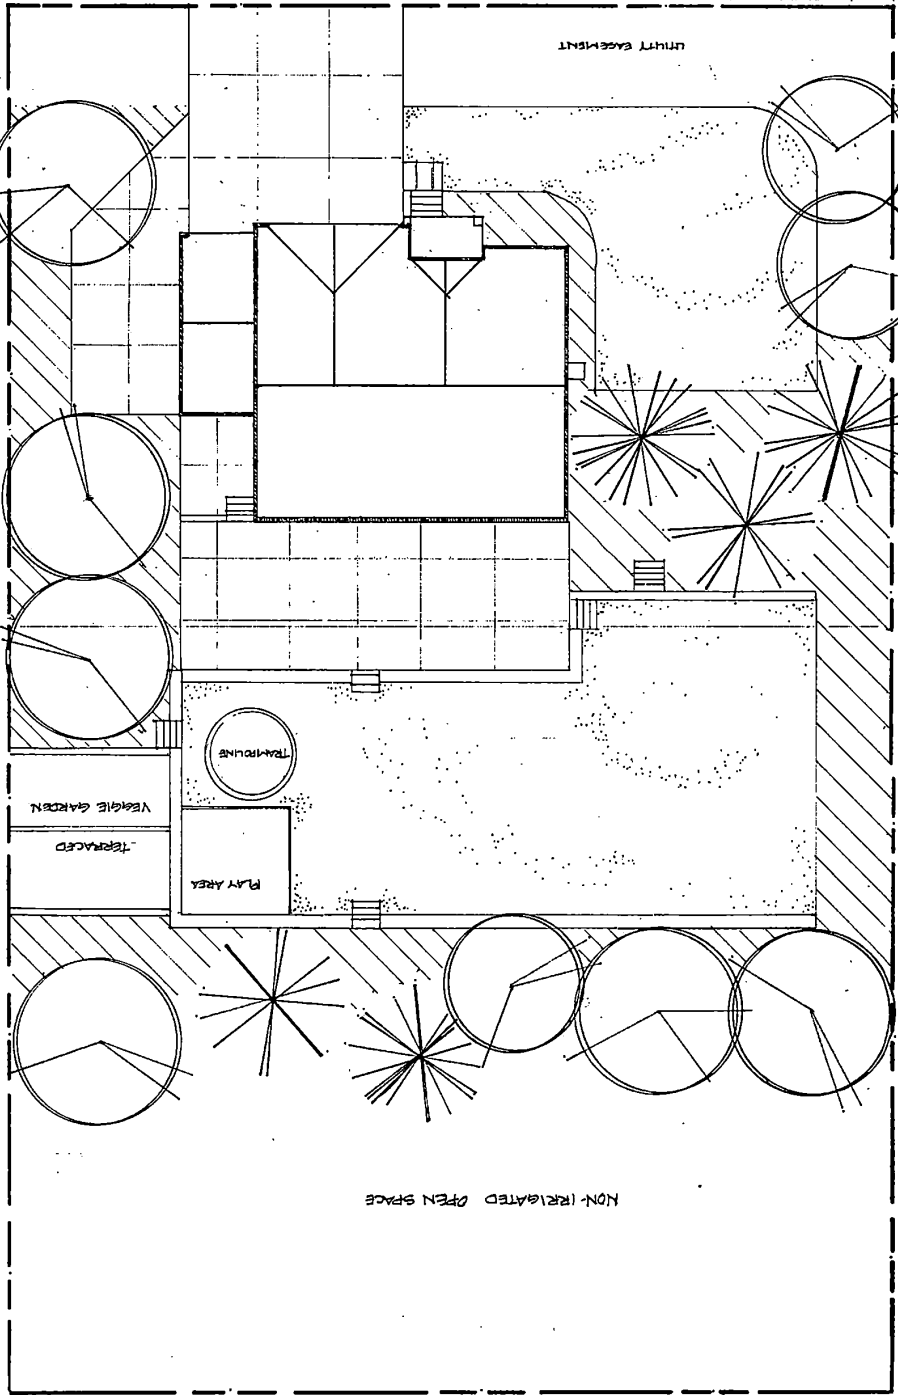 UTILITY EASEMENT
TRAMPOLINE
VEGGIE GARDEN
TERRACED
PLAY AREA
NON-IRRIGATED OPEN SPACE